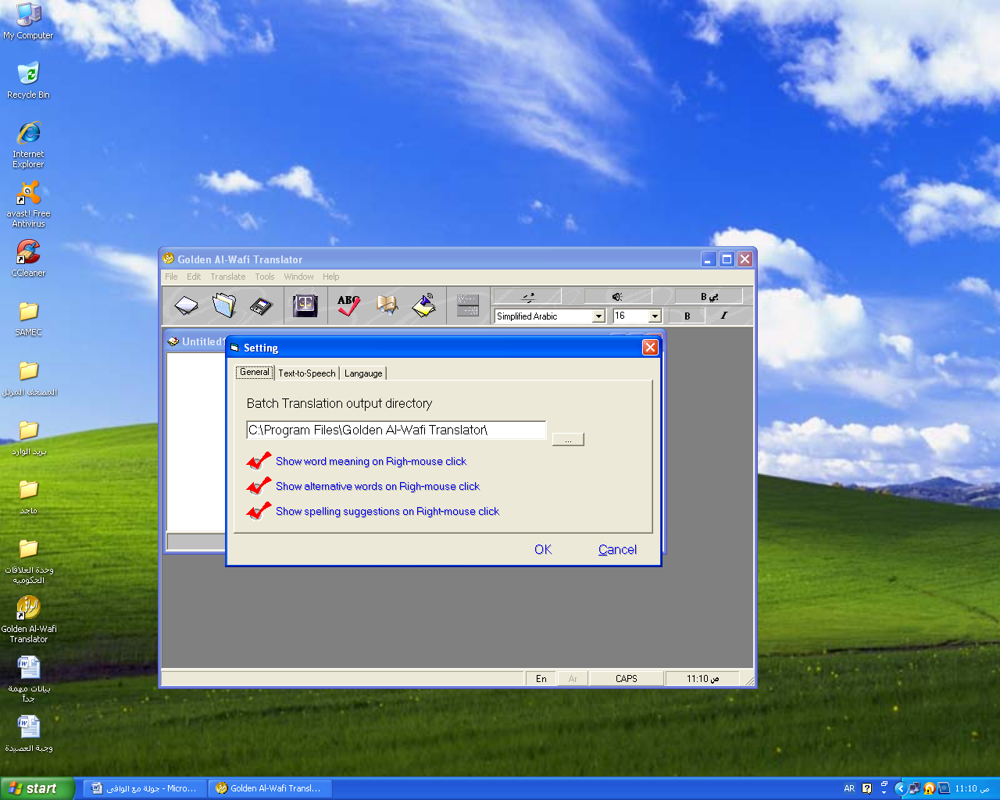 My Computer
Recycle Bin
Internet
Explorer
avast! Free
Antivirus
CCleaner
SAMEC
المصحف المرتل
بريد الوارد
ماجد
وحدة العلاقات
الحكوميه
الوافي
Golden Al-Wafi
Translator
بيانات مهمة
جداً
وجبة العصيدة
Golden Al-Wafi Translator
File Edit Translate Tools Window Help
ABC
B عربي
Simplified Arabic
16
B I
Untitled1
Setting
General Text-to-Speech Langauge
Batch Translation output directory
C:\Program Files\Golden Al-Wafi Translator\
...
Show word meaning on Righ-mouse click
Show alternative words on Righ-mouse click
Show spelling suggestions on Right-mouse click
OK Cancel
En Ar CAPS 11:10 ص
start
جولة مع الوافي - Micro...
Golden Al-Wafi Transl...
AR
11:10 ص